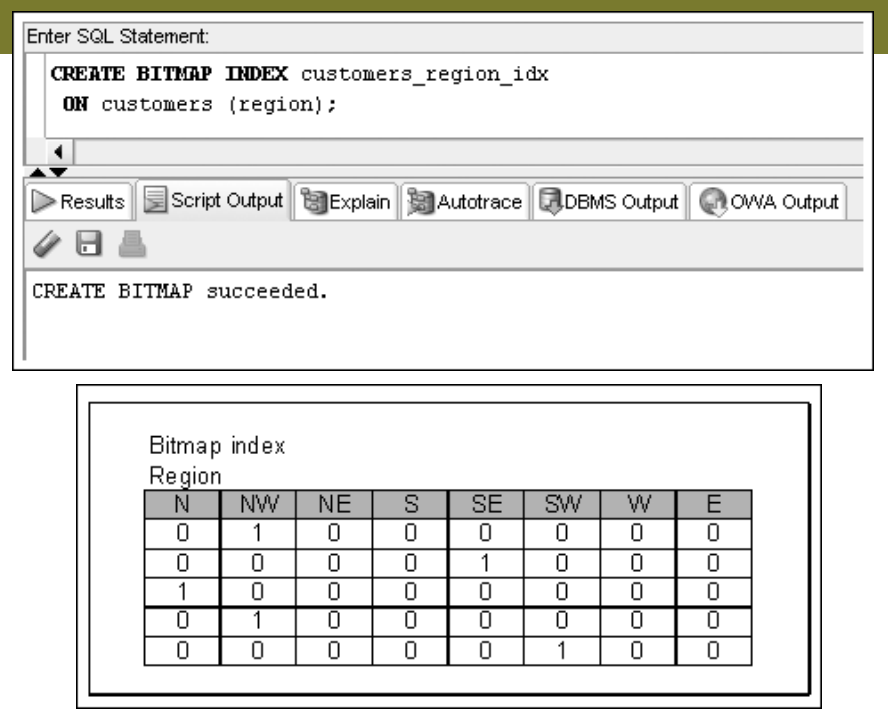 Enter SQL Statement:
CREATE BITMAP INDEX customers_region_idx
ON customers (region);
Results Script Output Explain Autotrace DBMS Output OWA Output
CREATE BITMAP succeeded.
Bitmap index
Region
N NW NE S SE SW W E
0 1 0 0 0 0 0 0
0 0 0 0 1 0 0 0
1 0 0 0 0 0 0 0
0 1 0 0 0 0 0 0
0 0 0 0 0 1 0 0